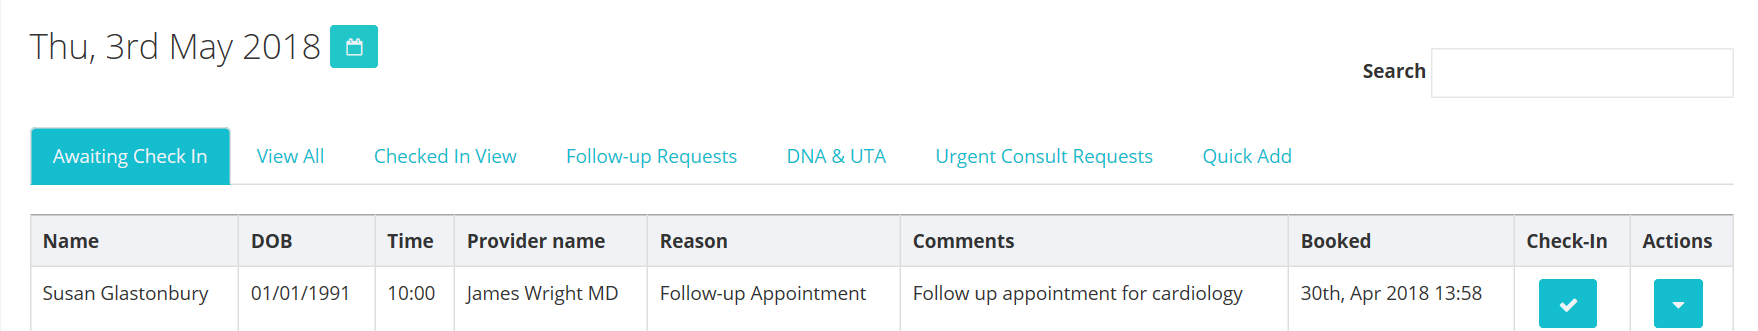 Thu, 3rd May 2018
Search
Awaiting Check In View All Checked In View Follow-up Requests DNA & UTA Urgent Consult Requests Quick Add
Name DOB Time Provider name Reason Comments Booked Check-In Actions
Susan Glastonbury 01/01/1991 10:00 James Wright MD Follow-up Appointment Follow up appointment for cardiology 30th, Apr 2018 13:58